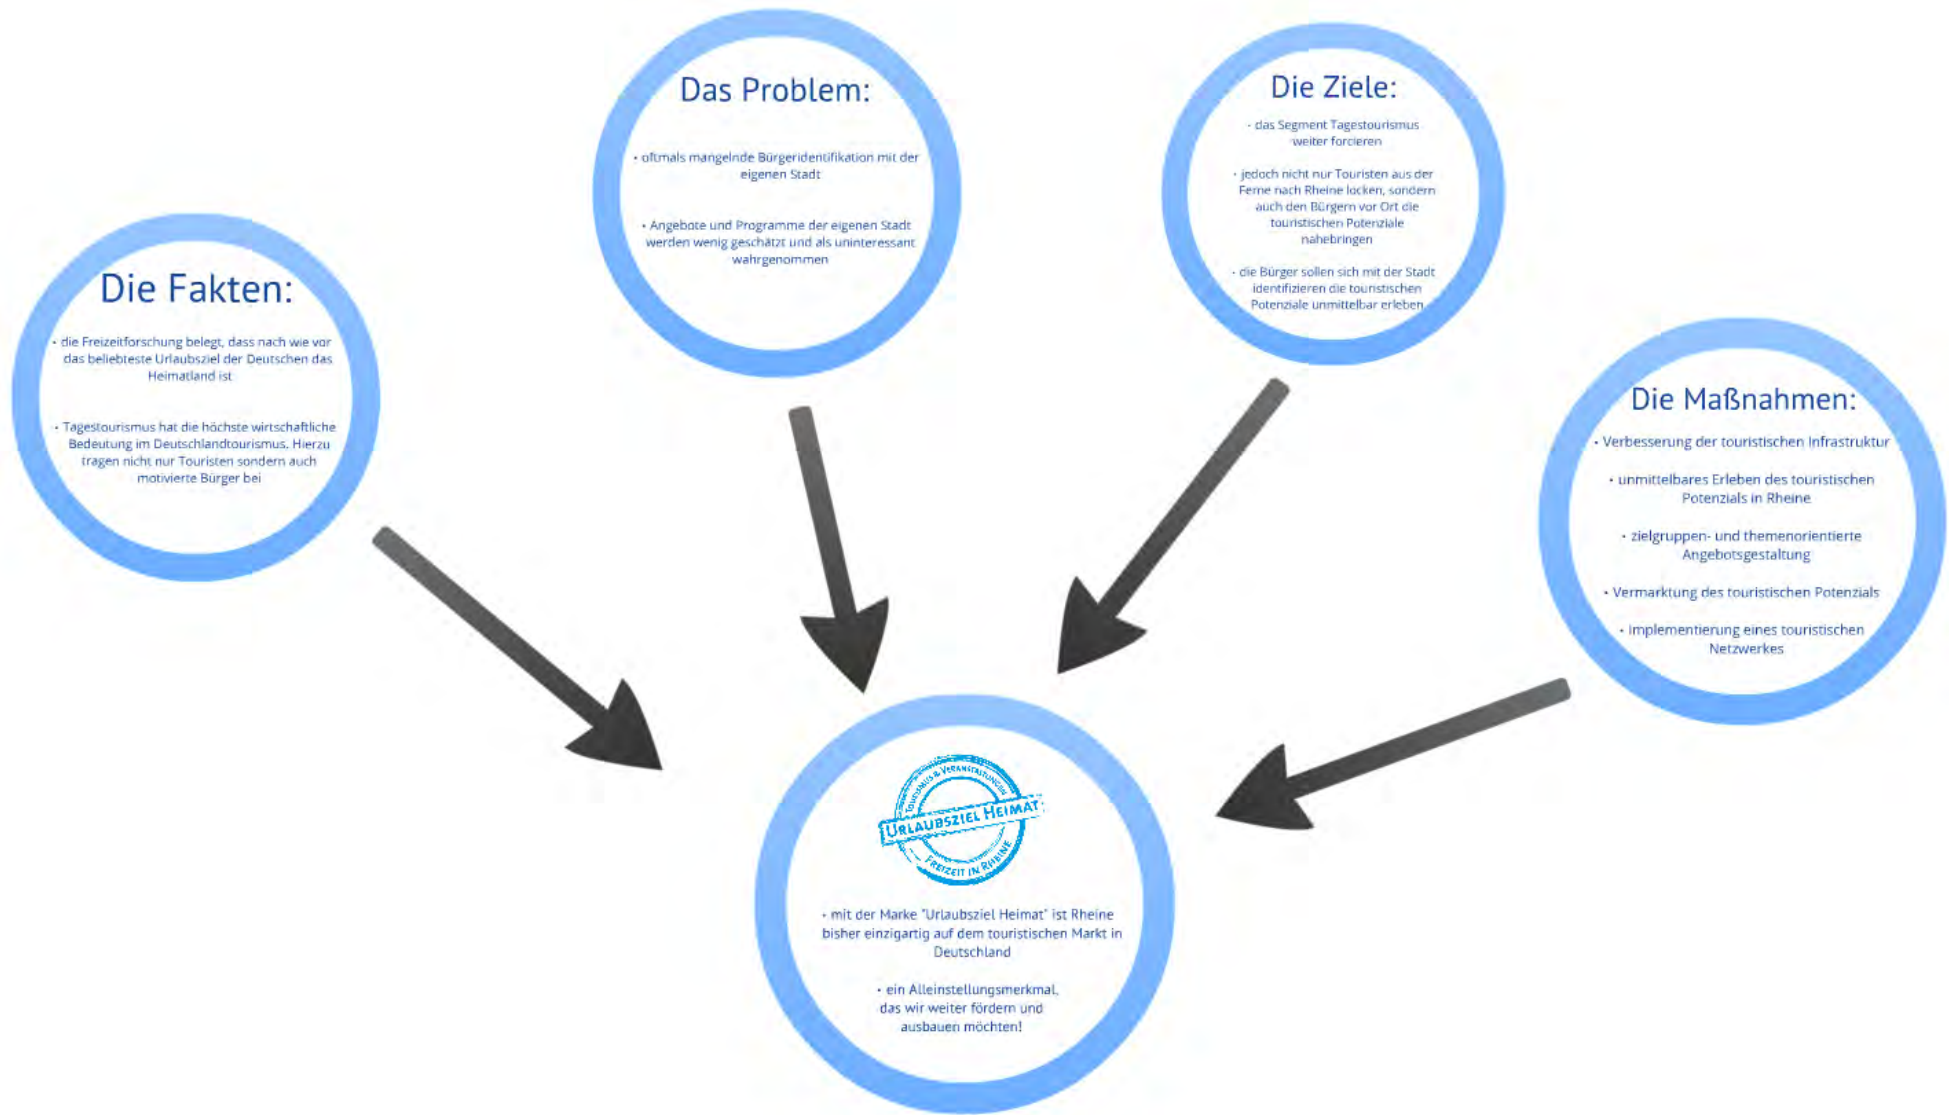 Die Fakten:
• die Freizeitforschung belegt, dass nach wie vor
das beliebteste Urlaubsziel der Deutschen das
Heimatland ist
• Tagestourismus hat die höchste wirtschaftliche
Bedeutung im Deutschlandtourismus. Hierzu
tragen nicht nur Touristen sondern auch
motivierte Bürger bei
Das Problem:
• oftmals mangelnde Bürgeridentifikation mit der
eigenen Stadt
• Angebote und Programme der eigenen Stadt
werden wenig geschätzt und als uninteressant
wahrgenommen
Die Ziele:
• das Segment Tagestourismus
weiter forcieren
• jedoch nicht nur Touristen aus der
Ferne nach Rheine locken, sondern
auch den Bürgern vor Ort die
touristischen Potenziale
nahebringen
• die Bürger sollen sich mit der Stadt
identifizieren die touristischen
Potenziale unmittelbar erleben
Die Maßnahmen:
• Verbesserung der touristischen Infrastruktur
• unmittelbares Erleben des touristischen
Potenzials in Rheine
• zielgruppen- und themenorientierte
Angebotsgestaltung
• Vermarktung des touristischen Potenzials
• Implementierung eines touristischen
Netzwerkes
Tourismus & Veranstaltungen
Urlaubsziel Heimat
Freizeit in Rheine
• mit der Marke "Urlaubsziel Heimat" ist Rheine
bisher einzigartig auf dem touristischen Markt in
Deutschland
• ein Alleinstellungsmerkmal,
das wir weiter fördern und
ausbauen möchten!